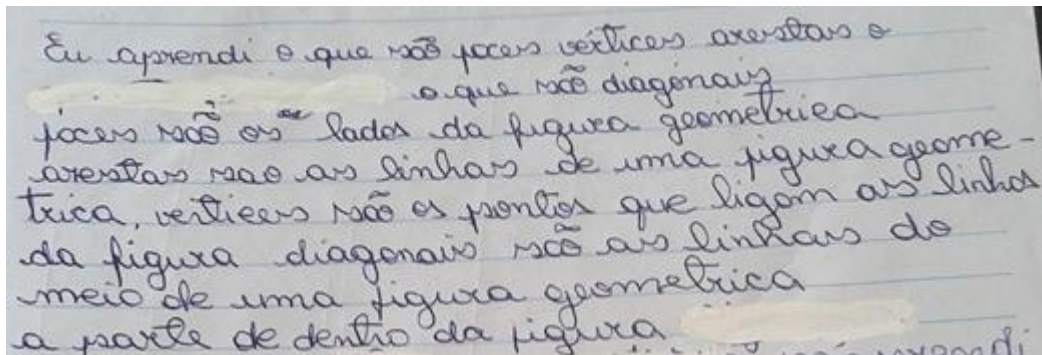 Eu aprendi o que são faces vértices arestas e
o que são diagonais
faces são os lados da figura geometrica
arestas sao as linhas de uma figura geome-
trica, vertices são os pontos que ligam as linhas
da figura diagonais são as linhas do
meio de uma figura geometrica
a parte de dentro da figura